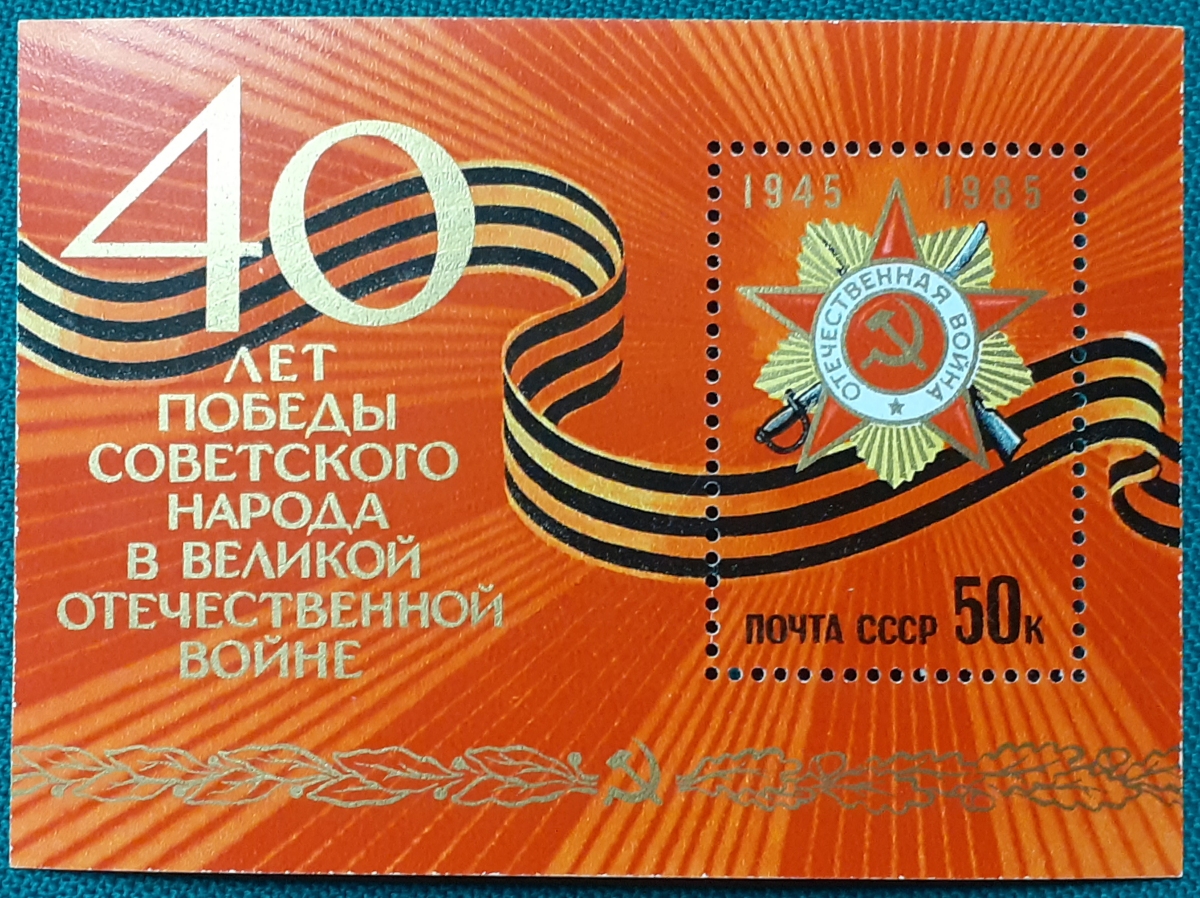 40
ЛЕТ
ПОБЕДЫ
СОВЕТСКОГО
НАРОДА
В ВЕЛИКОЙ
ОТЕЧЕСТВЕННОЙ
ВОЙНЕ
1945 1985
ОТЕЧЕСТВЕННАЯ ВОЙНА
ПОЧТА СССР 50к